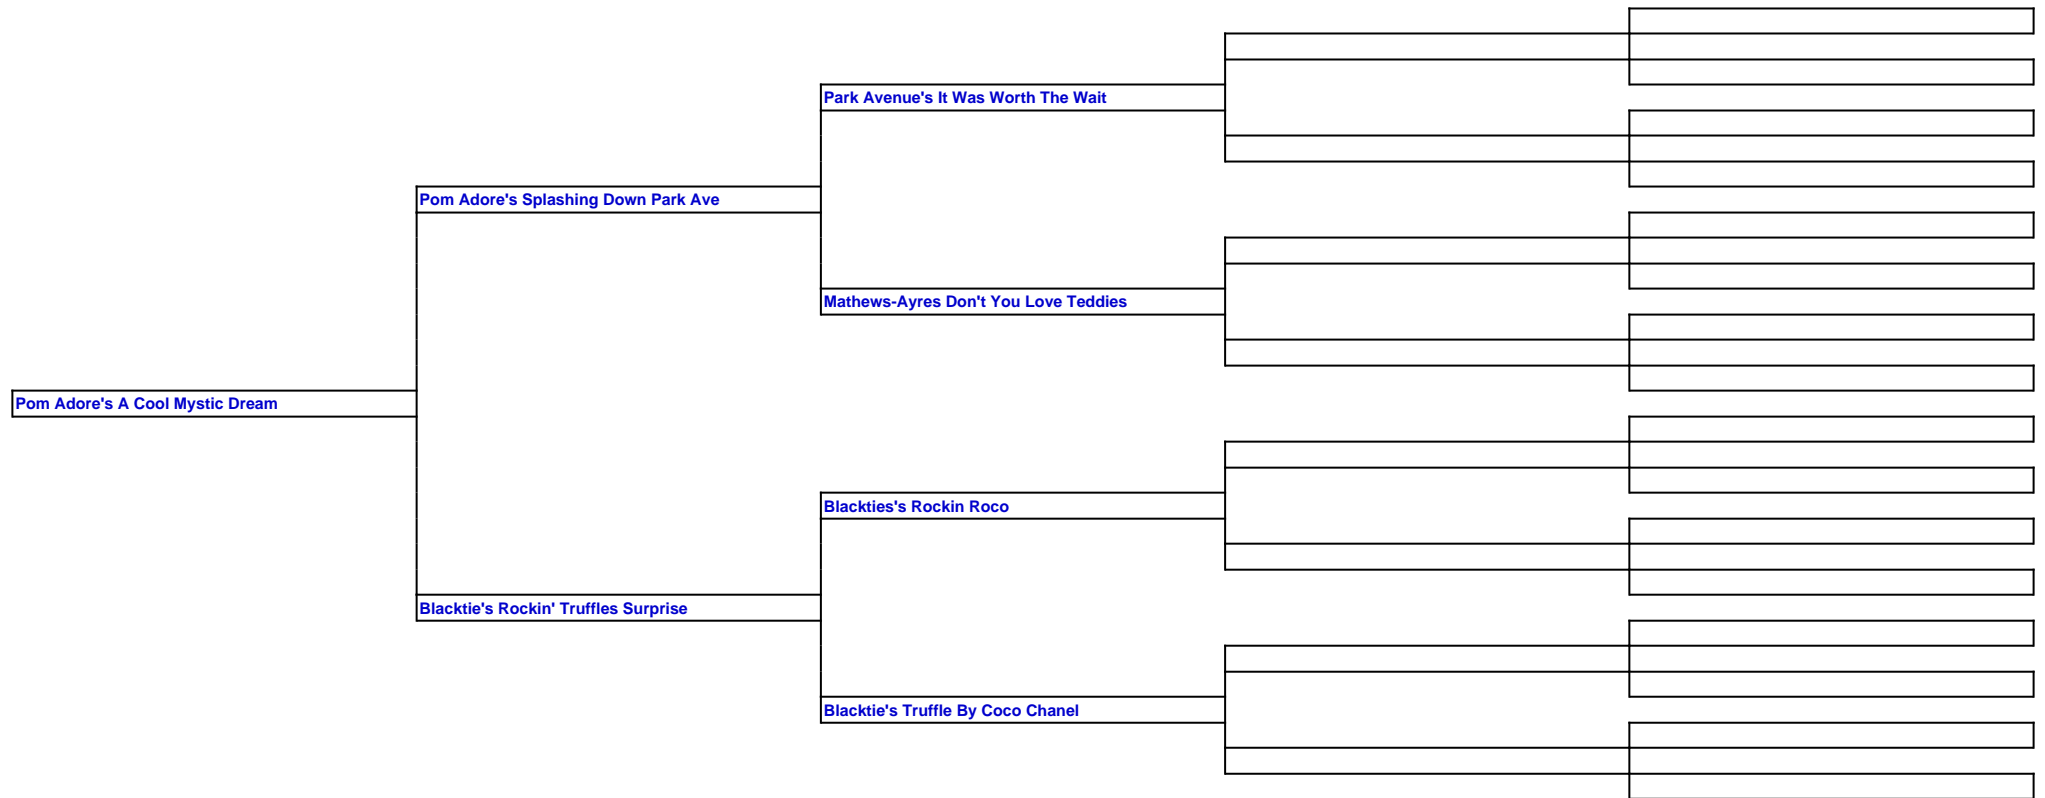 Park Avenue's It Was Worth The Wait
Pom Adore's Splashing Down Park Ave
Mathews-Ayres Don't You Love Teddies
Pom Adore's A Cool Mystic Dream
Blackties's Rockin Roco
Blacktie's Rockin' Truffles Surprise
Blacktie's Truffle By Coco Chanel